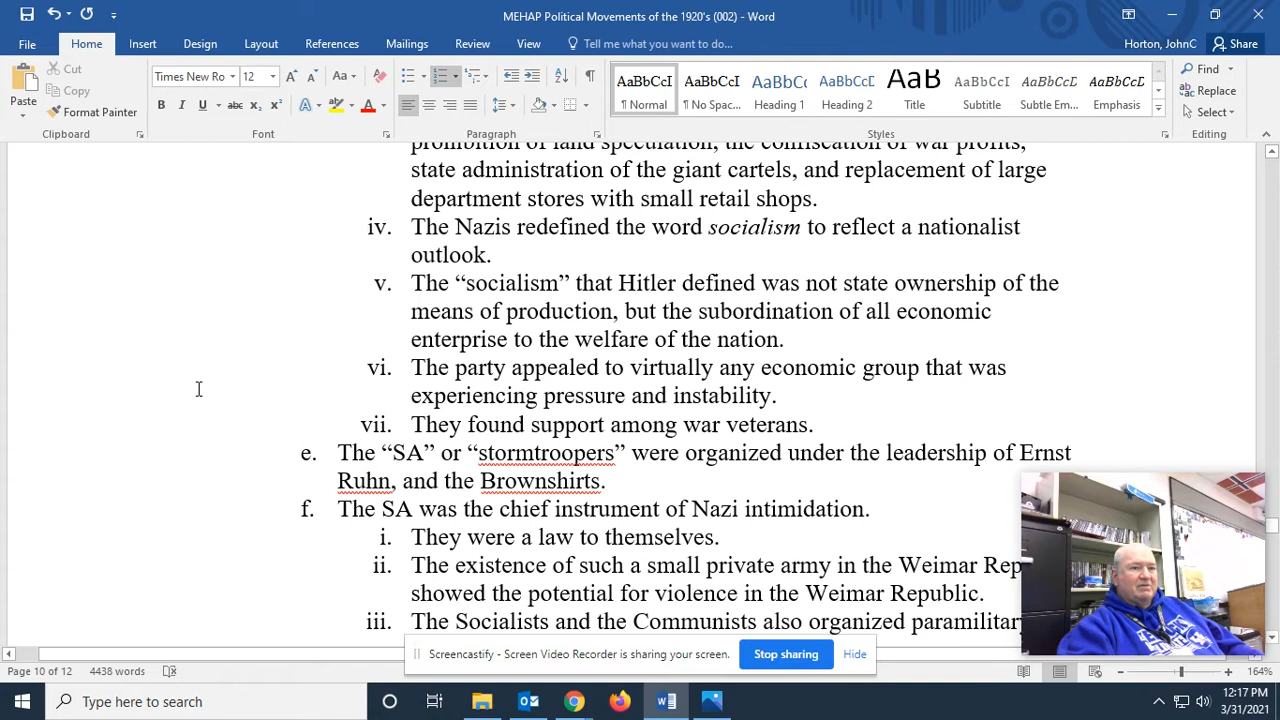 MEHAP Political Movements of the 1920's (002) - Word
File Home Insert Design Layout References Mailings Review View Tell me what you want to do... Horton, JohnC Share
Paste Cut Copy Format Painter
Times New Ro 12 Aa
AaBbCcI AaBbCcI AaBbCc AaBbCcI AaB AaBbCcI AaBbCcI AaBbCcI
¶ Normal ¶ No Spac... Heading 1 Heading 2 Title Subtitle Subtle Em... Emphasis
Find Replace Select
Clipboard Font Paragraph Styles Editing
prohibition of land speculation, the confiscation of war profits,
state administration of the giant cartels, and replacement of large
department stores with small retail shops.
iv. The Nazis redefined the word socialism to reflect a nationalist
outlook.
v. The “socialism” that Hitler defined was not state ownership of the
means of production, but the subordination of all economic
enterprise to the welfare of the nation.
vi. The party appealed to virtually any economic group that was
experiencing pressure and instability.
vii. They found support among war veterans.
e. The “SA” or “stormtroopers” were organized under the leadership of Ernst
Ruhn, and the Brownshirts.
f. The SA was the chief instrument of Nazi intimidation.
i. They were a law to themselves.
ii. The existence of such a small private army in the Weimar Rep
showed the potential for violence in the Weimar Republic.
iii. The Socialists and the Communists also organized paramilitary
Screencastify - Screen Video Recorder is sharing your screen. Stop sharing Hide
Page 10 of 12 4438 words 164%
Type here to search
12:17 PM
3/31/2021